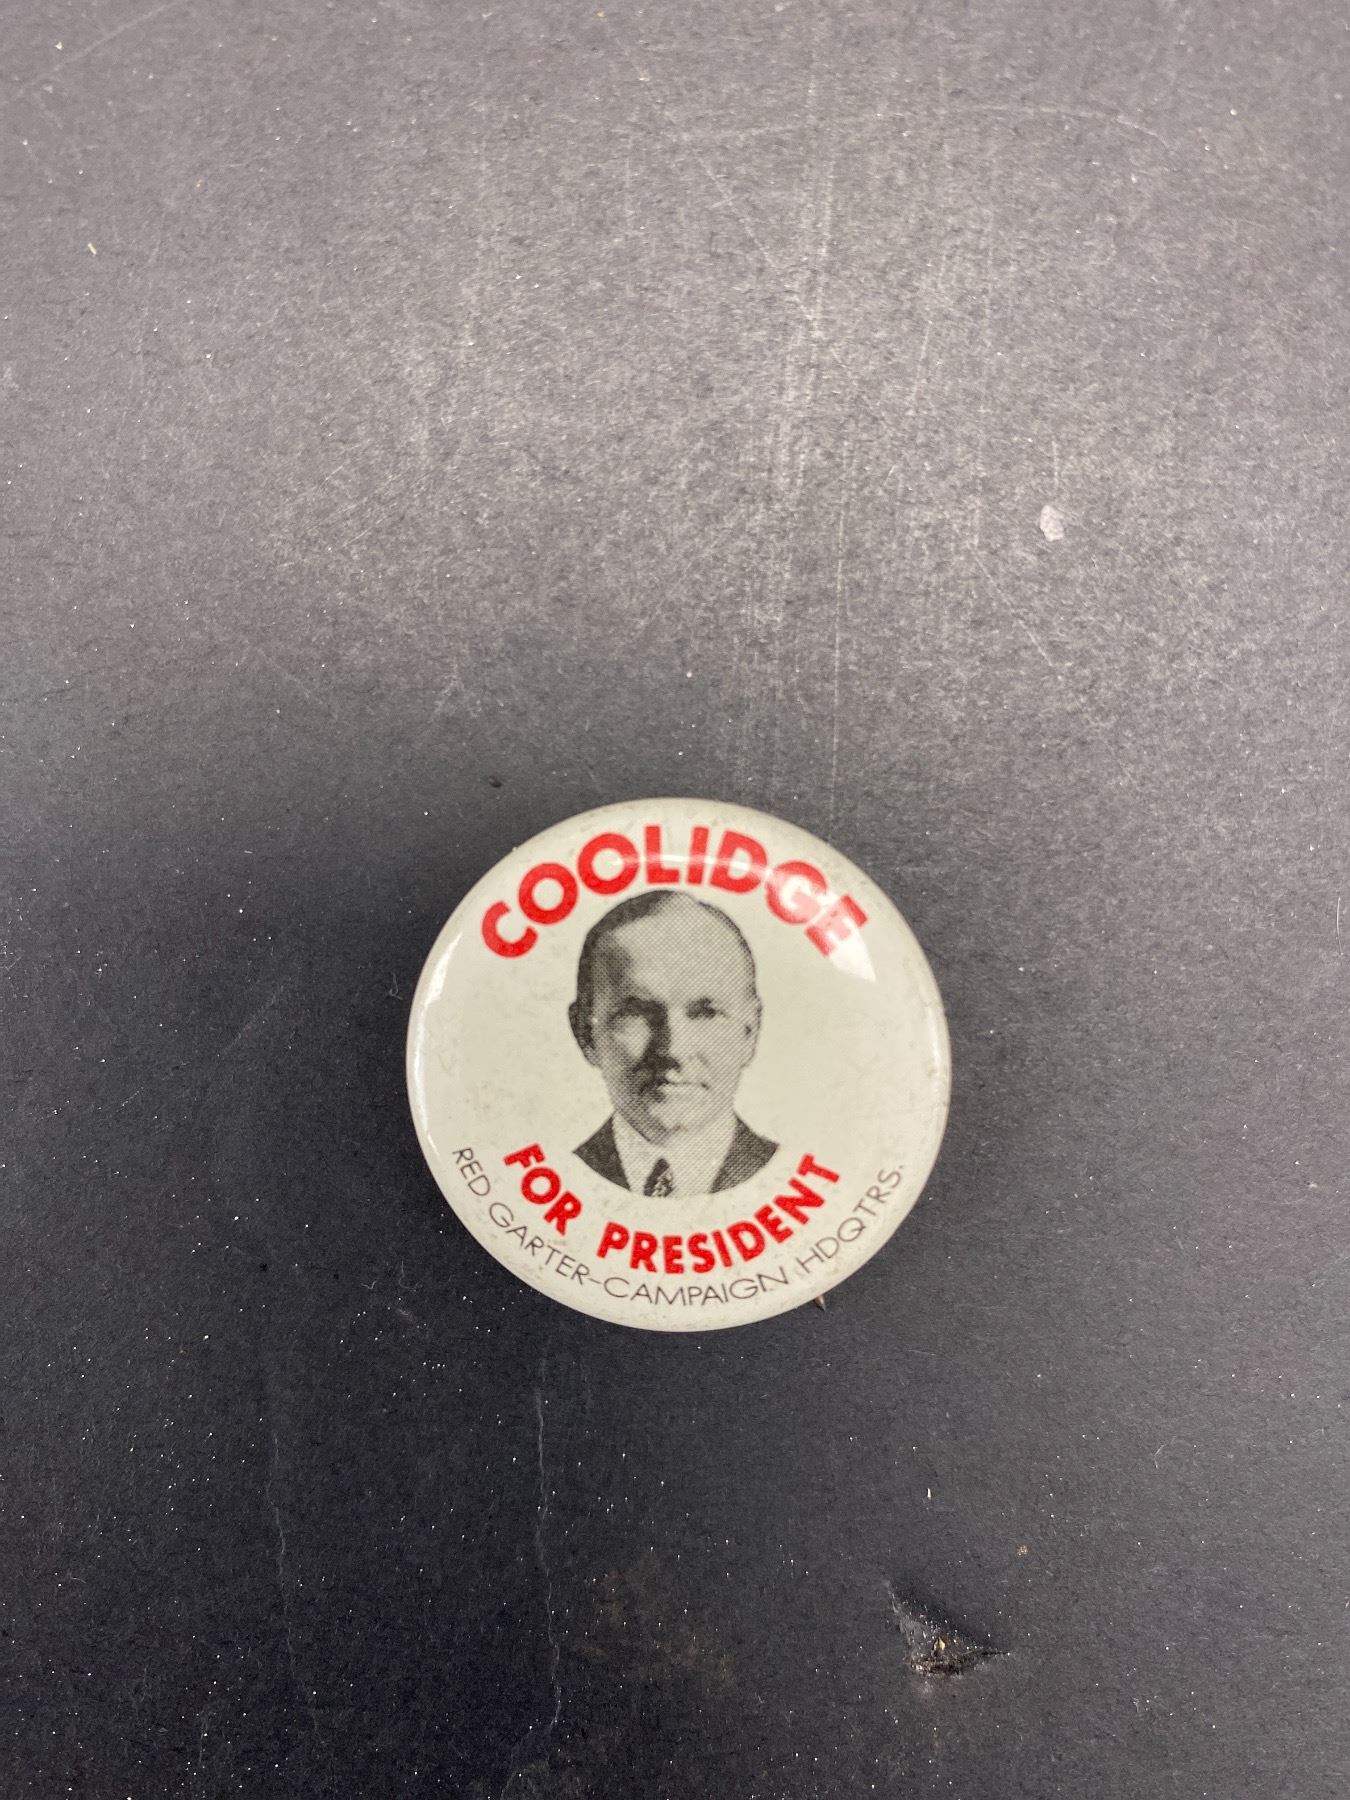 COOLIDGE
FOR PRESIDENT
RED GARTER-CAMPAIGN HDQTRS.